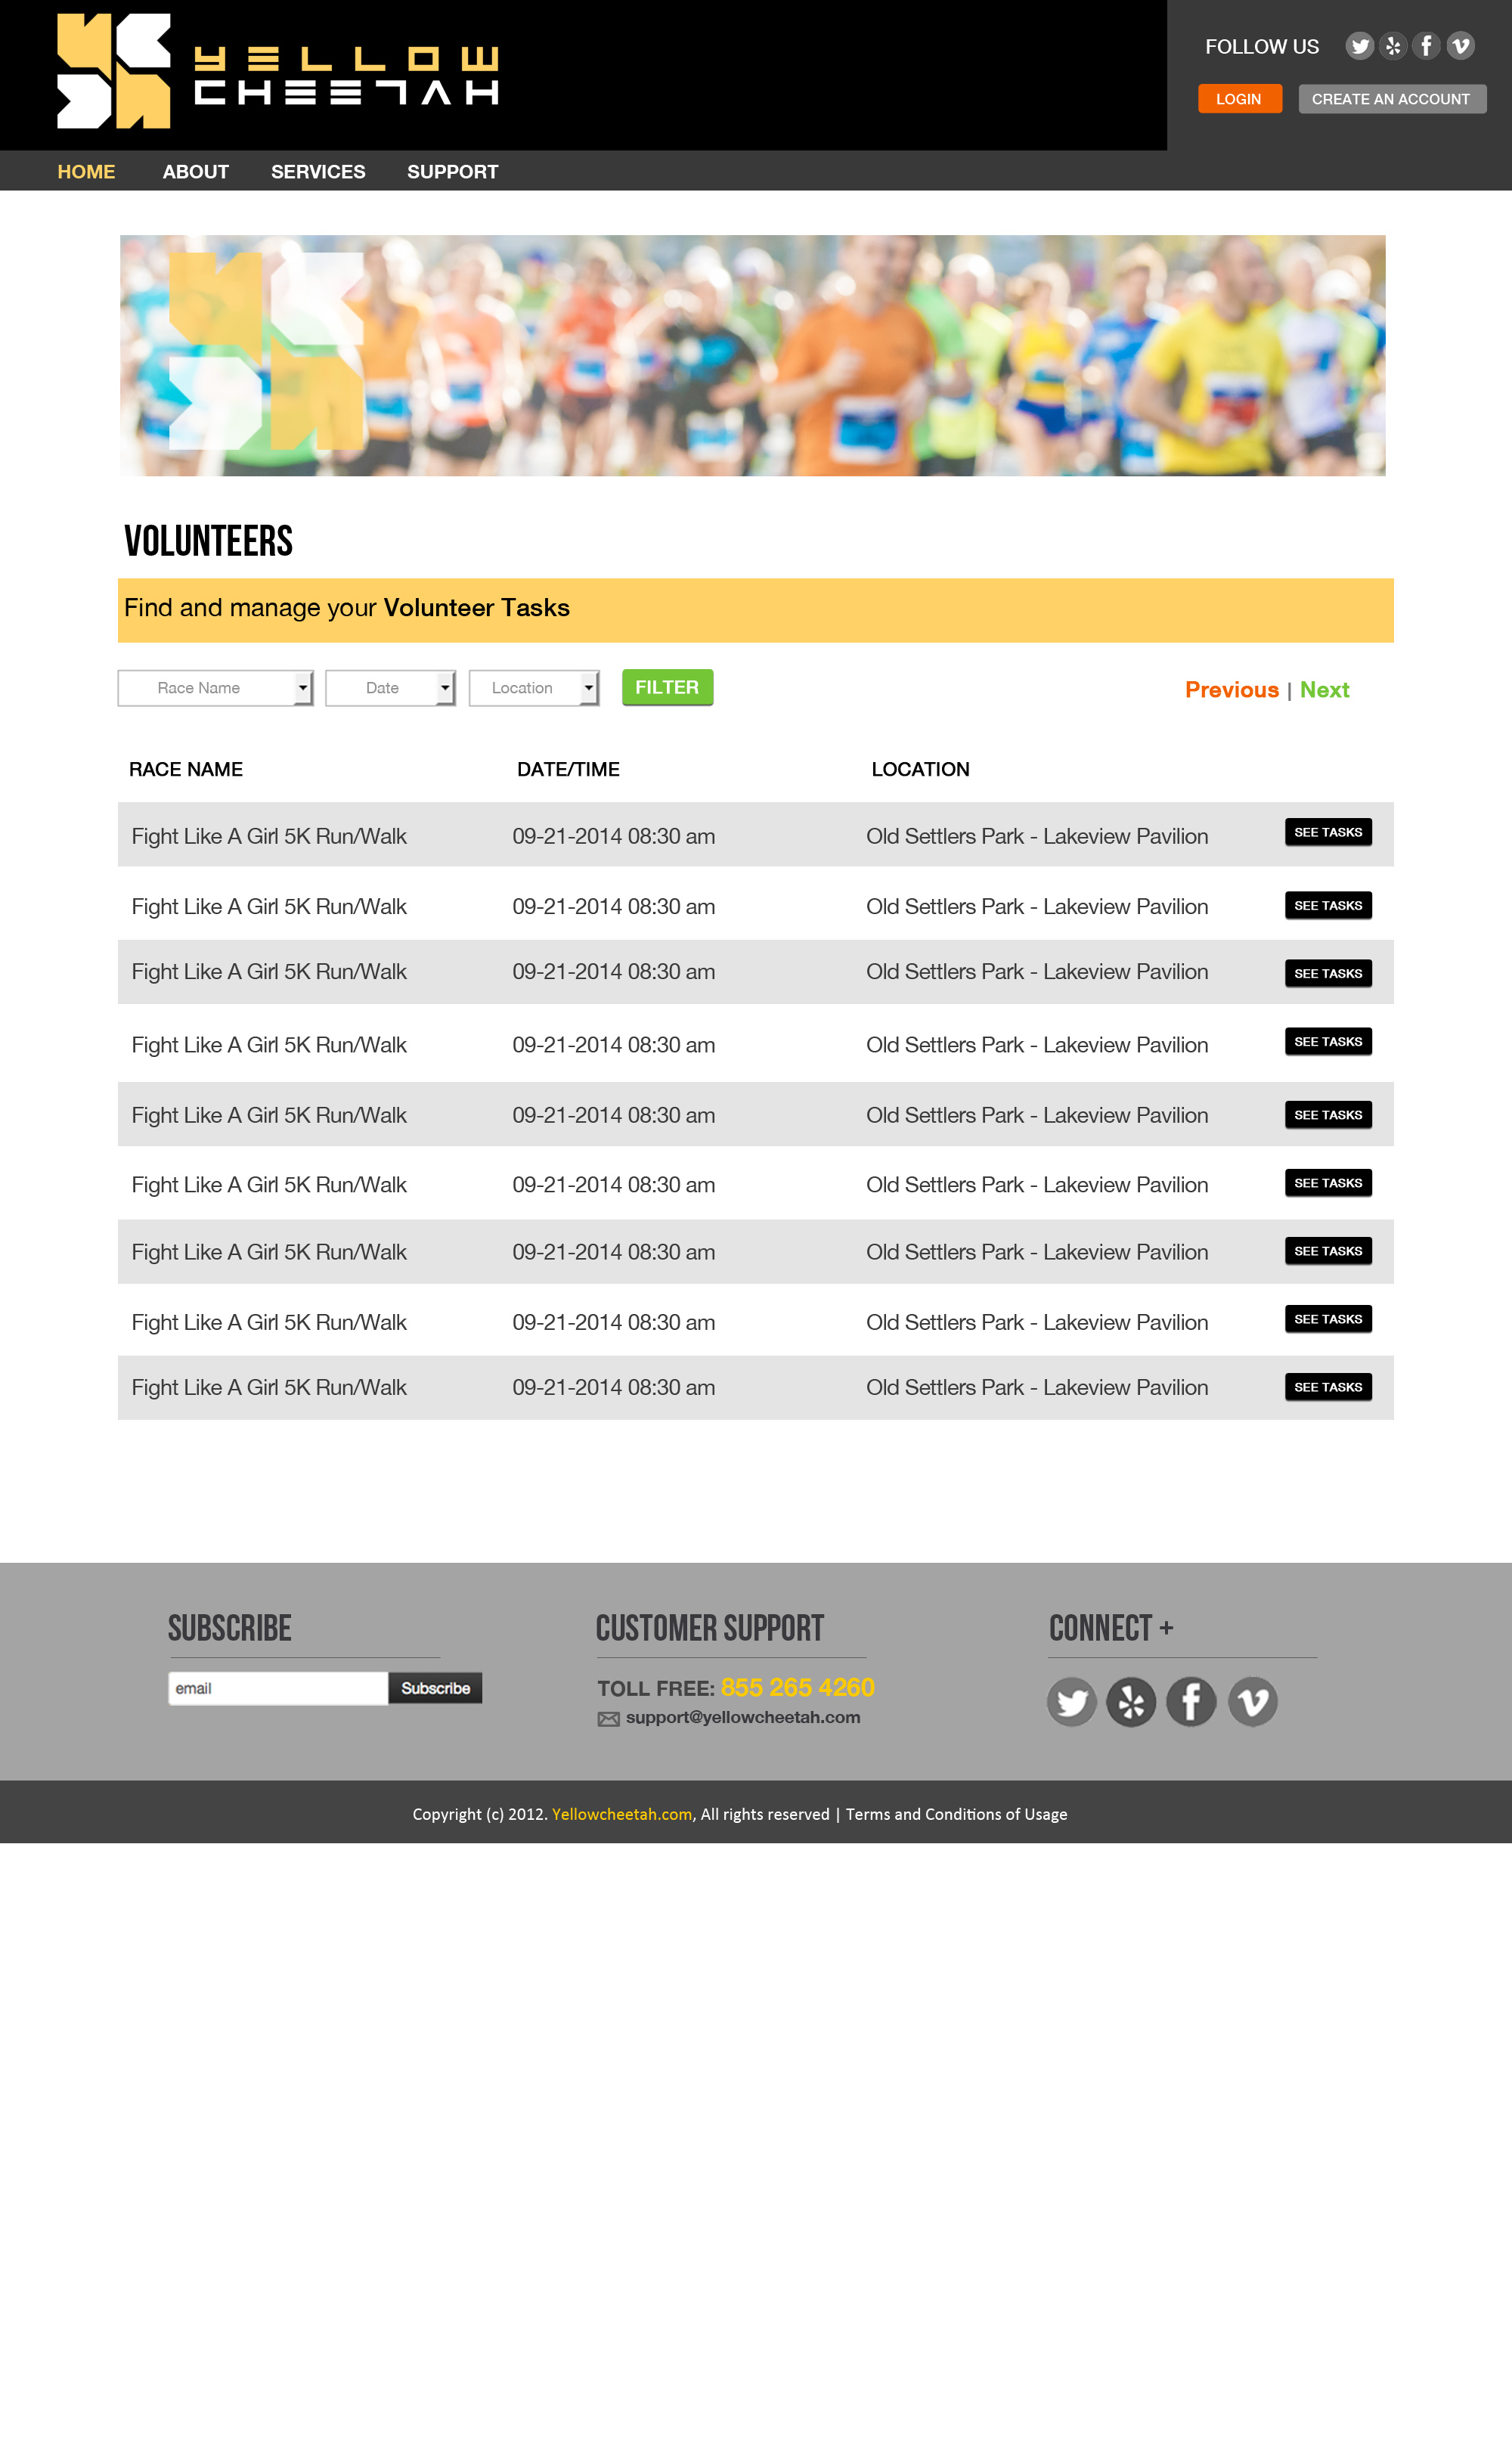 YELLOW
CHEETAH
FOLLOW US
LOGIN
CREATE AN ACCOUNT
HOME ABOUT SERVICES SUPPORT
VOLUNTEERS
Find and manage your Volunteer Tasks
Race Name Date Location FILTER Previous | Next
RACE NAME DATE/TIME LOCATION
Fight Like A Girl 5K Run/Walk 09-21-2014 08:30 am Old Settlers Park - Lakeview Pavilion SEE TASKS
Fight Like A Girl 5K Run/Walk 09-21-2014 08:30 am Old Settlers Park - Lakeview Pavilion SEE TASKS
Fight Like A Girl 5K Run/Walk 09-21-2014 08:30 am Old Settlers Park - Lakeview Pavilion SEE TASKS
Fight Like A Girl 5K Run/Walk 09-21-2014 08:30 am Old Settlers Park - Lakeview Pavilion SEE TASKS
Fight Like A Girl 5K Run/Walk 09-21-2014 08:30 am Old Settlers Park - Lakeview Pavilion SEE TASKS
Fight Like A Girl 5K Run/Walk 09-21-2014 08:30 am Old Settlers Park - Lakeview Pavilion SEE TASKS
Fight Like A Girl 5K Run/Walk 09-21-2014 08:30 am Old Settlers Park - Lakeview Pavilion SEE TASKS
Fight Like A Girl 5K Run/Walk 09-21-2014 08:30 am Old Settlers Park - Lakeview Pavilion SEE TASKS
Fight Like A Girl 5K Run/Walk 09-21-2014 08:30 am Old Settlers Park - Lakeview Pavilion SEE TASKS
SUBSCRIBE
email Subscribe
CUSTOMER SUPPORT
TOLL FREE: 855 265 4260
support@yellowcheetah.com
CONNECT +
Copyright (c) 2012. Yellowcheetah.com, All rights reserved | Terms and Conditions of Usage